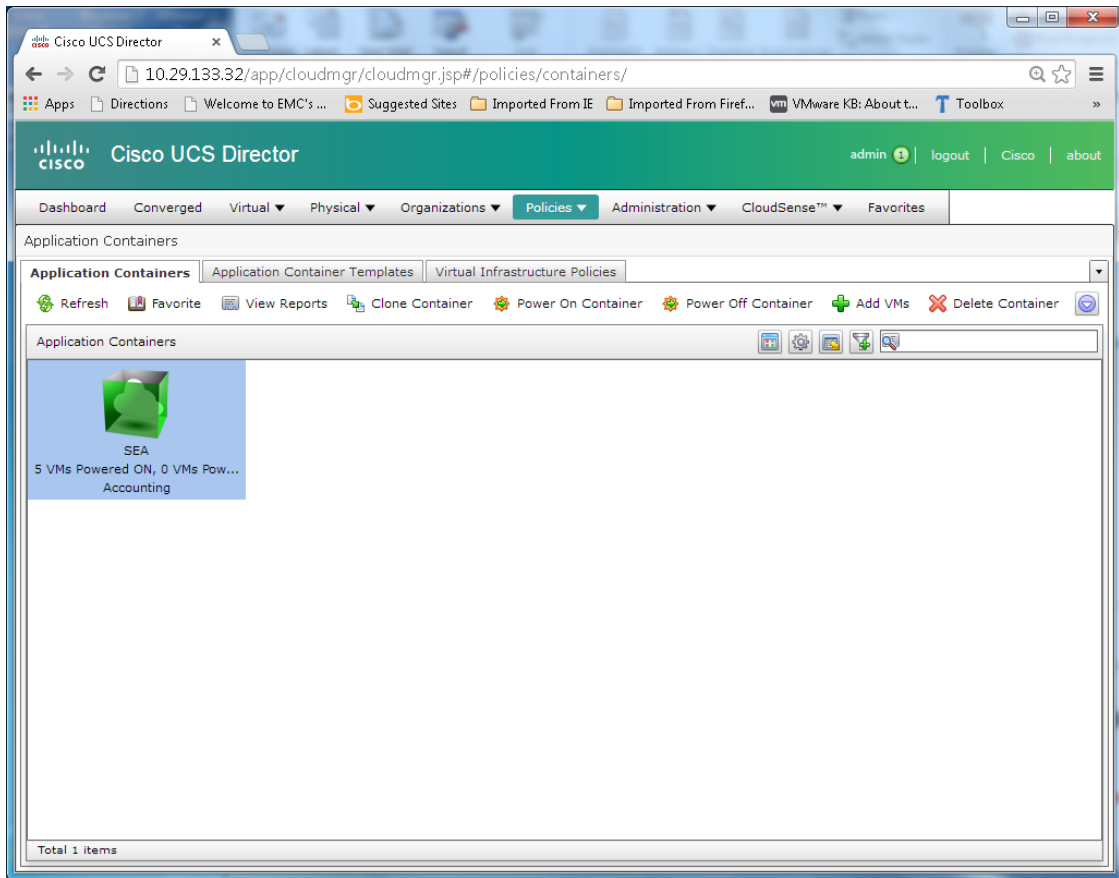 Cisco UCS Director
10.29.133.32/app/cloudmgr/cloudmgr.jsp#/policies/containers/
Apps Directions Welcome to EMC's ... Suggested Sites Imported From IE Imported From Firef... VMware KB: About t... Toolbox »
CISCO Cisco UCS Director admin 1 | logout | Cisco | about
Dashboard Converged Virtual Physical Organizations Policies Administration CloudSense™ Favorites
Application Containers
Application Containers Application Container Templates Virtual Infrastructure Policies
Refresh Favorite View Reports Clone Container Power On Container Power Off Container Add VMs Delete Container
Application Containers
SEA
5 VMs Powered ON, 0 VMs Pow...
Accounting
Total 1 items